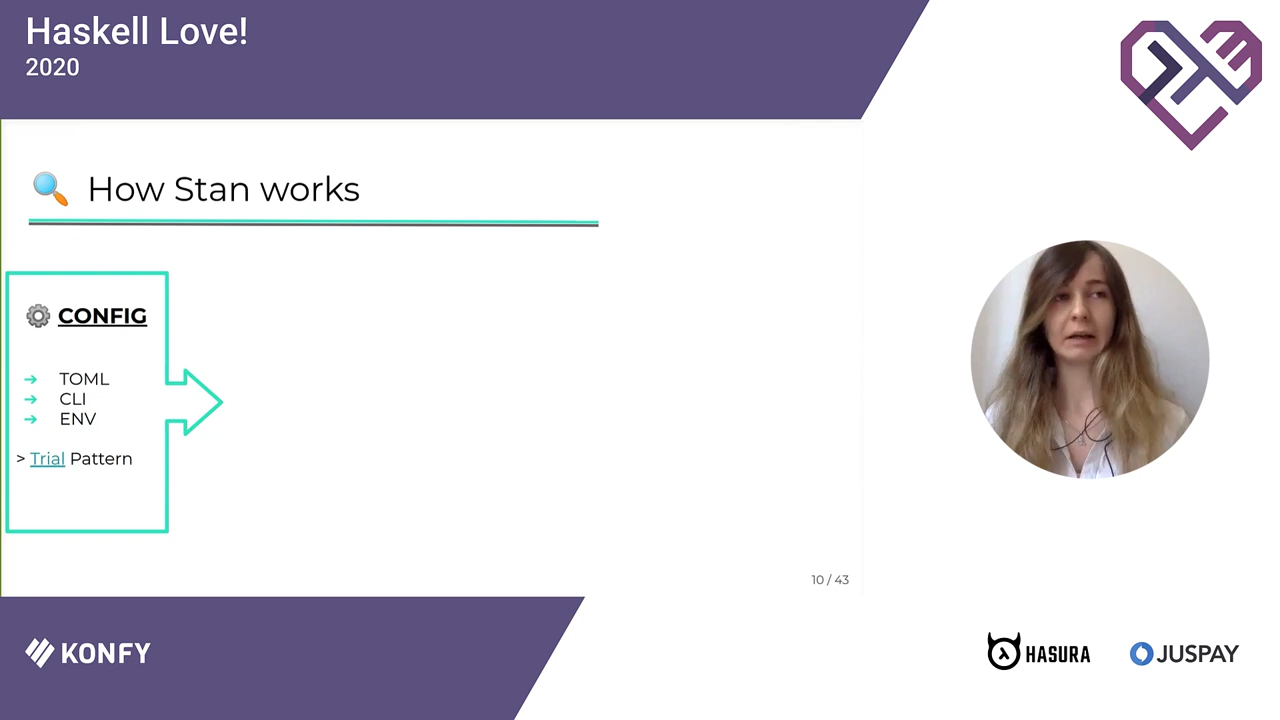 Haskell Love!
2020
How Stan works
CONFIG
➔ TOML
➔ CLI
➔ ENV
> Trial Pattern
10 / 43
KONFY
HASURA
JUSPAY